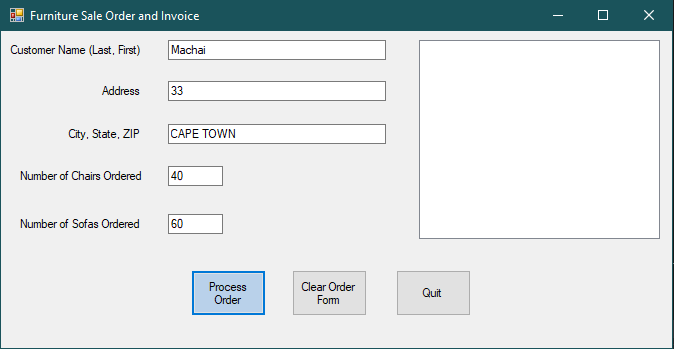 Furniture Sale Order and Invoice
Customer Name (Last, First) Machai
Address 33
City, State, ZIP CAPE TOWN
Number of Chairs Ordered 40
Number of Sofas Ordered 60
Process
Order
Clear Order
Form
Quit